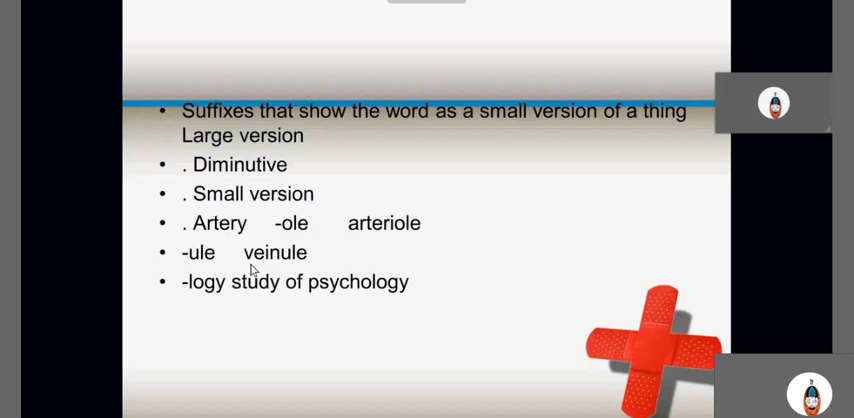 • Suffixes that show the word as a small version of a thing
Large version
• . Diminutive
• . Small version
• . Artery -ole arteriole
• -ule veinule
• -logy study of psychology